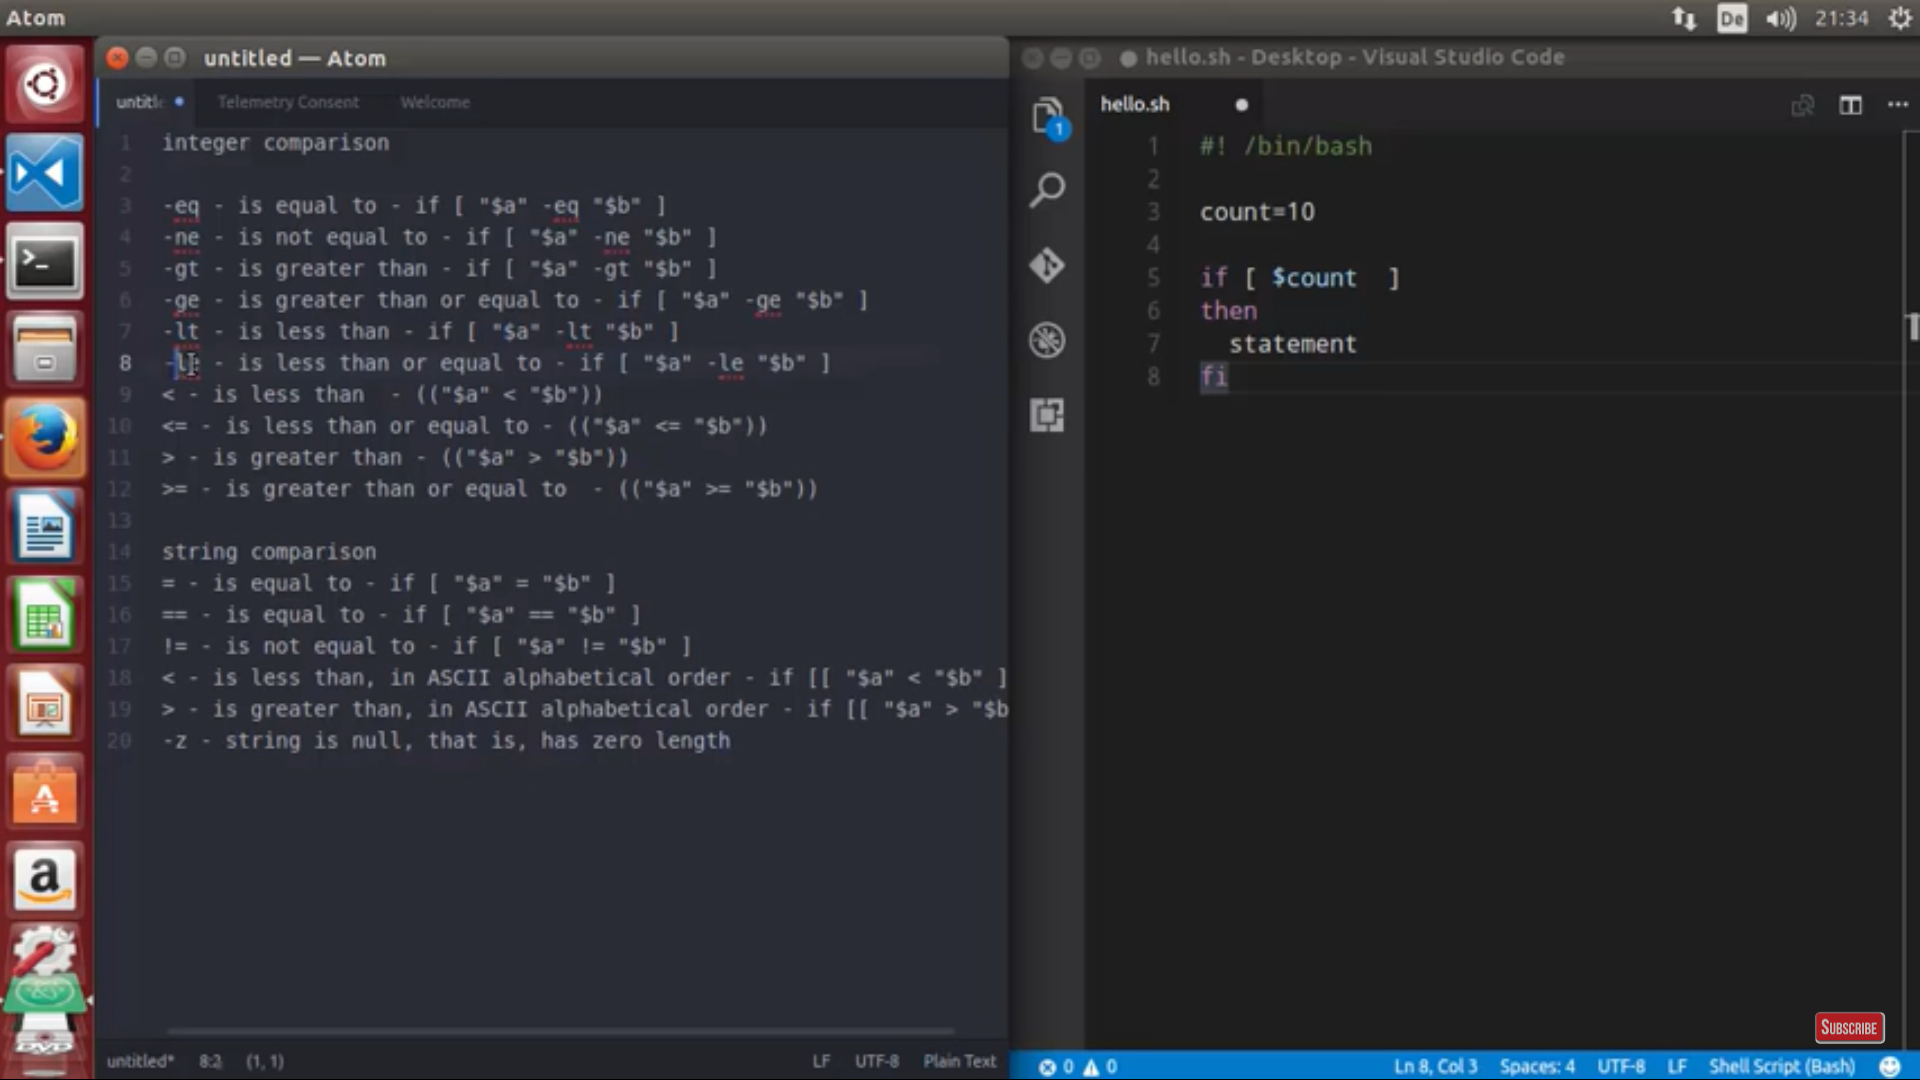 Atom
De
21:34
untitled — Atom
hello.sh - Desktop - Visual Studio Code
Telemetry Consent
Welcome
hello.sh
1 integer comparison
2
3 -eq - is equal to - if [ "$a" -eq "$b" ]
4 -ne - is not equal to - if [ "$a" -ne "$b" ]
5 -gt - is greater than - if [ "$a" -gt "$b" ]
6 -ge - is greater than or equal to - if [ "$a" -ge "$b" ]
7 -lt - is less than - if [ "$a" -lt "$b" ]
8 -le - is less than or equal to - if [ "$a" -le "$b" ]
9 < - is less than  - (("$a" < "$b"))
10 <= - is less than or equal to - (("$a" <= "$b"))
11 > - is greater than - (("$a" > "$b"))
12 >= - is greater than or equal to  - (("$a" >= "$b"))
13
14 string comparison
15 = - is equal to - if [ "$a" = "$b" ]
16 == - is equal to - if [ "$a" == "$b" ]
17 != - is not equal to - if [ "$a" != "$b" ]
18 < - is less than, in ASCII alphabetical order - if [[ "$a" < "$b" ]
19 > - is greater than, in ASCII alphabetical order - if [[ "$a" > "$b
20 -z - string is null, that is, has zero length
untitled* 8:2 (1, 1) LF UTF-8 Plain Text
1
1 #! /bin/bash
2
3 count=10
4
5 if [ $count  ]
6 then
7   statement
8 fi
SUBSCRIBE
0 0 Ln 8, Col 3 Spaces: 4 UTF-8 LF Shell Script (Bash)
a
DVD